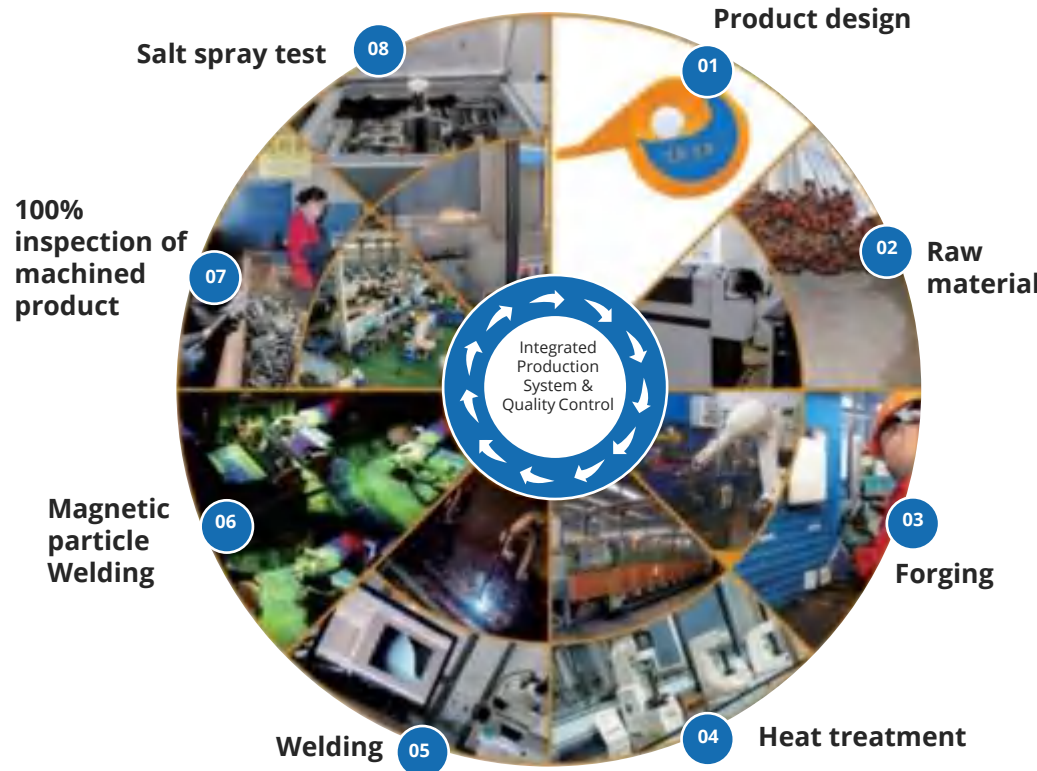 Product design
01
02
Raw
material
03
Forging
04
Heat treatment
05
Welding
06
Magnetic
particle
Welding
07
100%
inspection of
machined
product
08
Salt spray test
Integrated
Production
System &
Quality Control